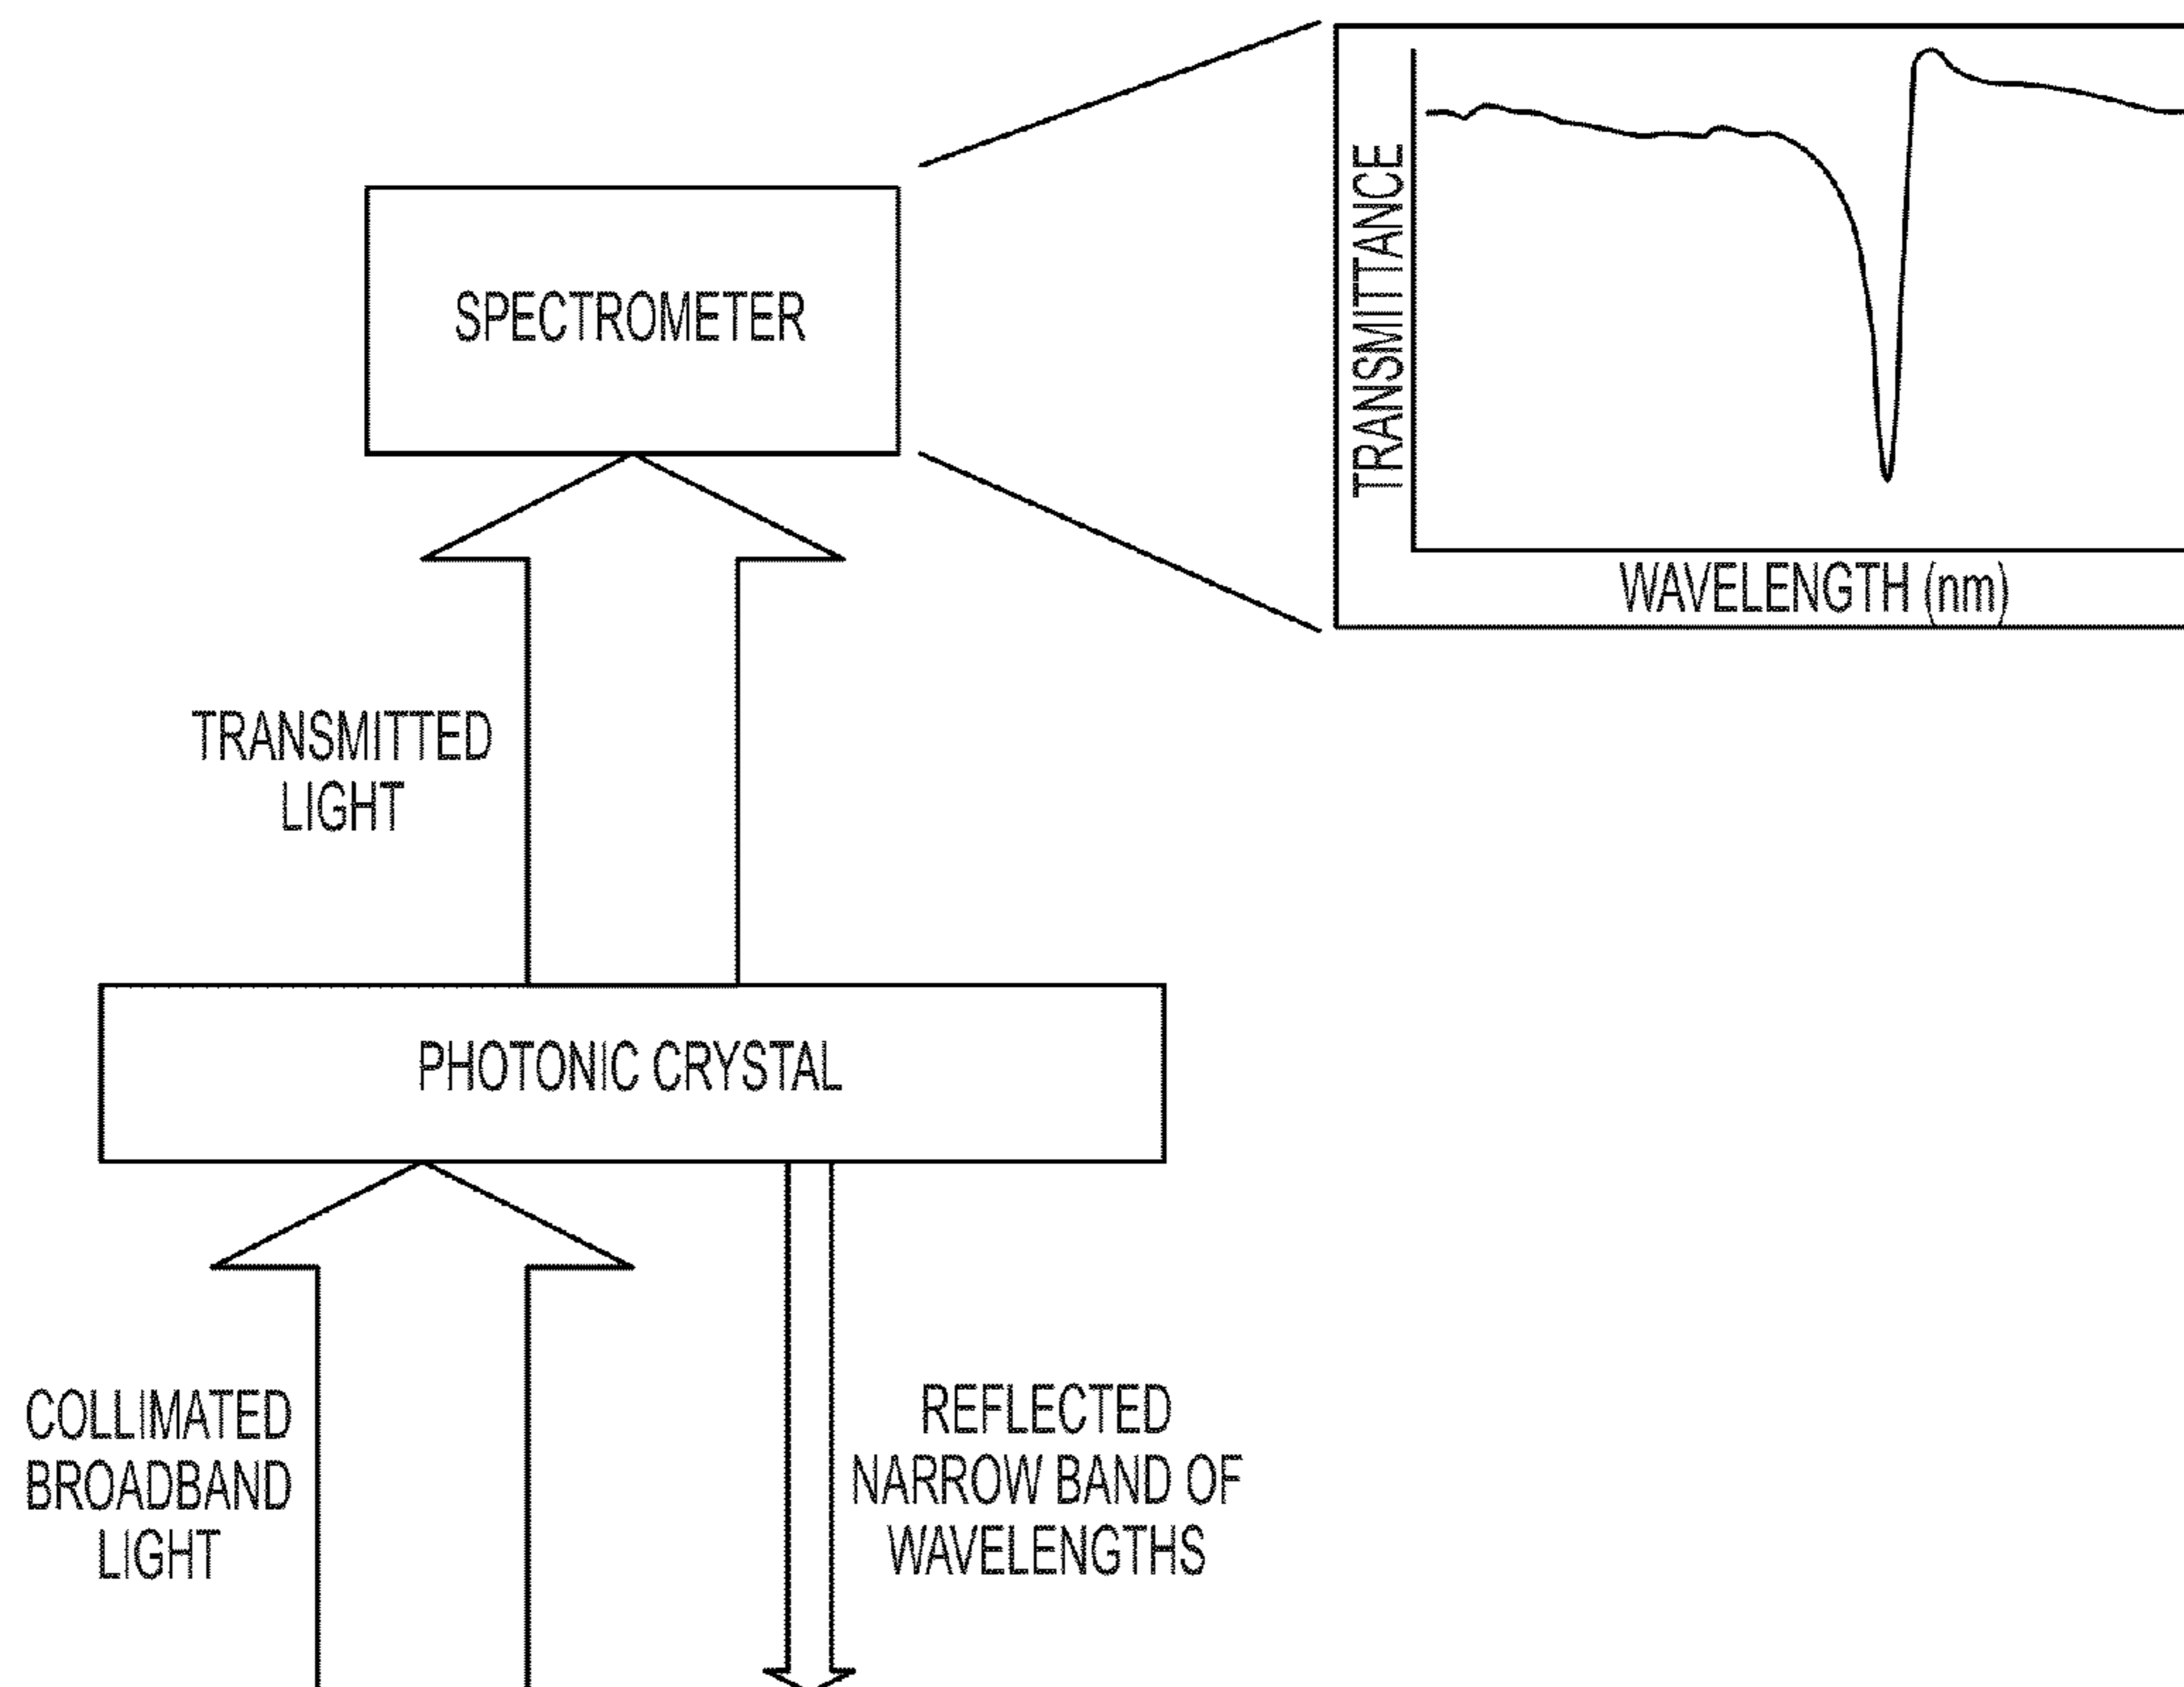 TRANSMITTANCE
WAVELENGTH (nm)
SPECTROMETER
TRANSMITTED
LIGHT
PHOTONIC CRYSTAL
COLLIMATED
BROADBAND
LIGHT
REFLECTED
NARROW BAND OF
WAVELENGTHS